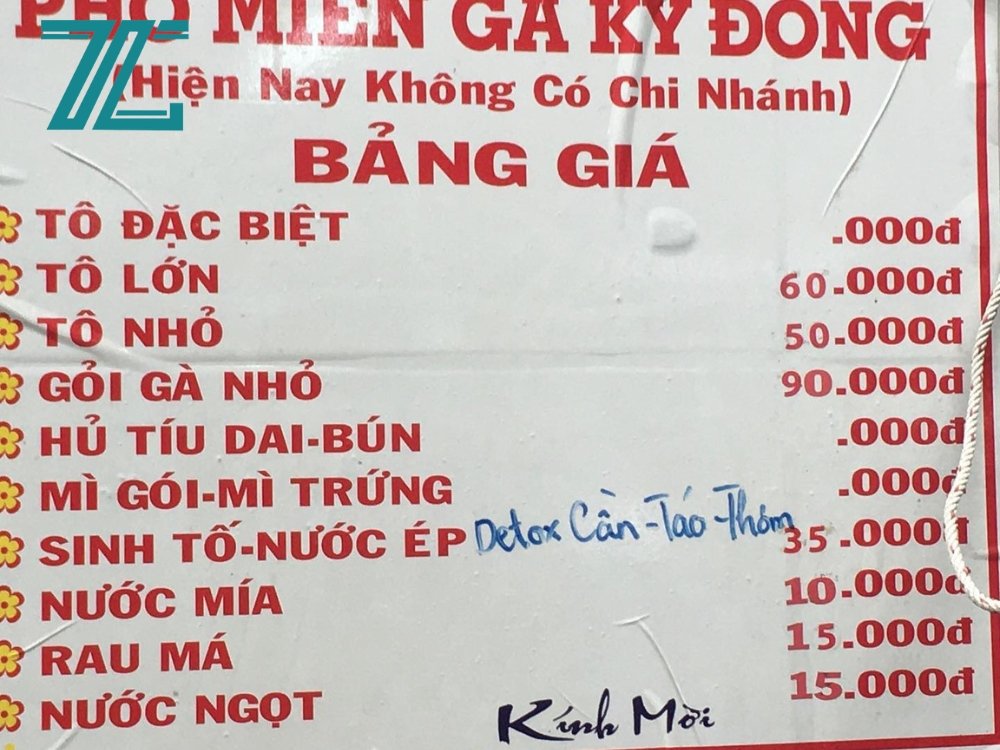 PHỞ MIẾN GÀ KỲ ĐỒNG
(Hiện Nay Không Có Chi Nhánh)
BẢNG GIÁ
TÔ ĐẶC BIỆT .000đ
TÔ LỚN 60.000đ
TÔ NHỎ 50.000đ
GỎI GÀ NHỎ 90.000đ
HỦ TÍU DAI-BÚN .000đ
MÌ GÓI-MÌ TRỨNG .000đ
SINH TỐ-NƯỚC ÉP Detox Cần-Táo-Thơm 35.000đ
NƯỚC MÍA 10.000đ
RAU MÁ 15.000đ
NƯỚC NGỌT 15.000đ
Kính Mời